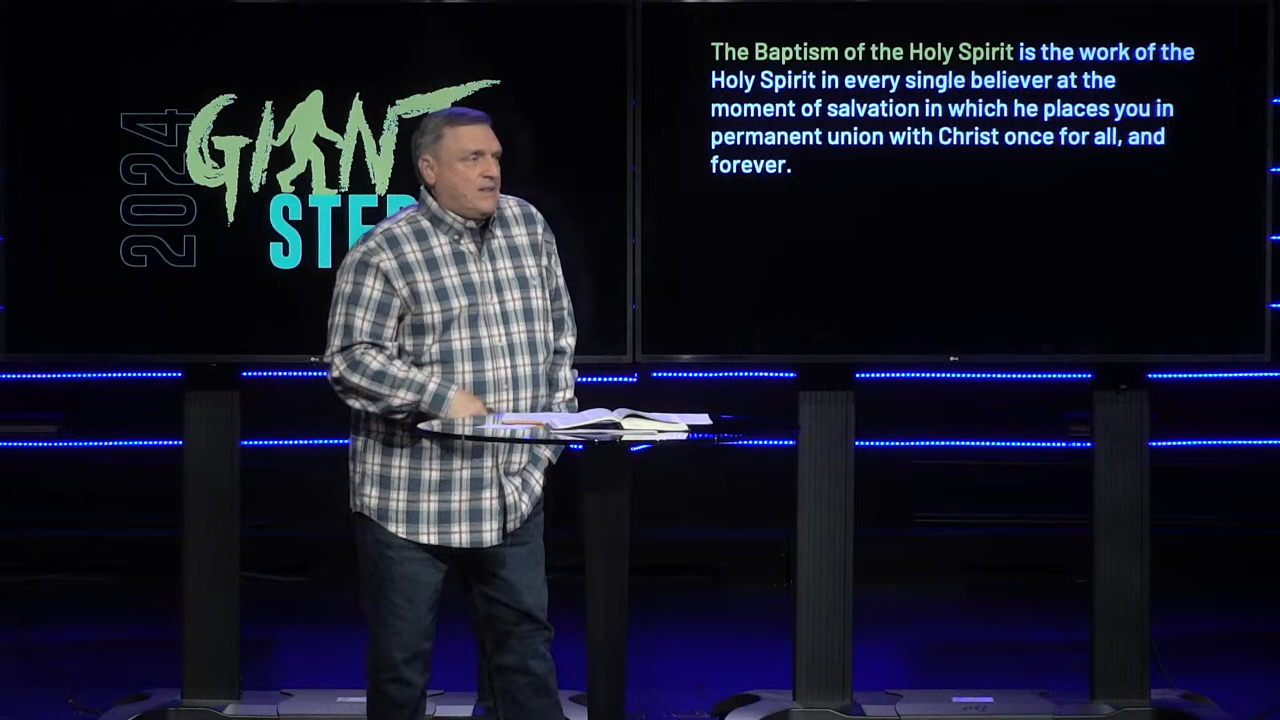 2024
GIANT
STEP
The Baptism of the Holy Spirit is the work of the
Holy Spirit in every single believer at the
moment of salvation in which he places you in
permanent union with Christ once for all, and
forever.